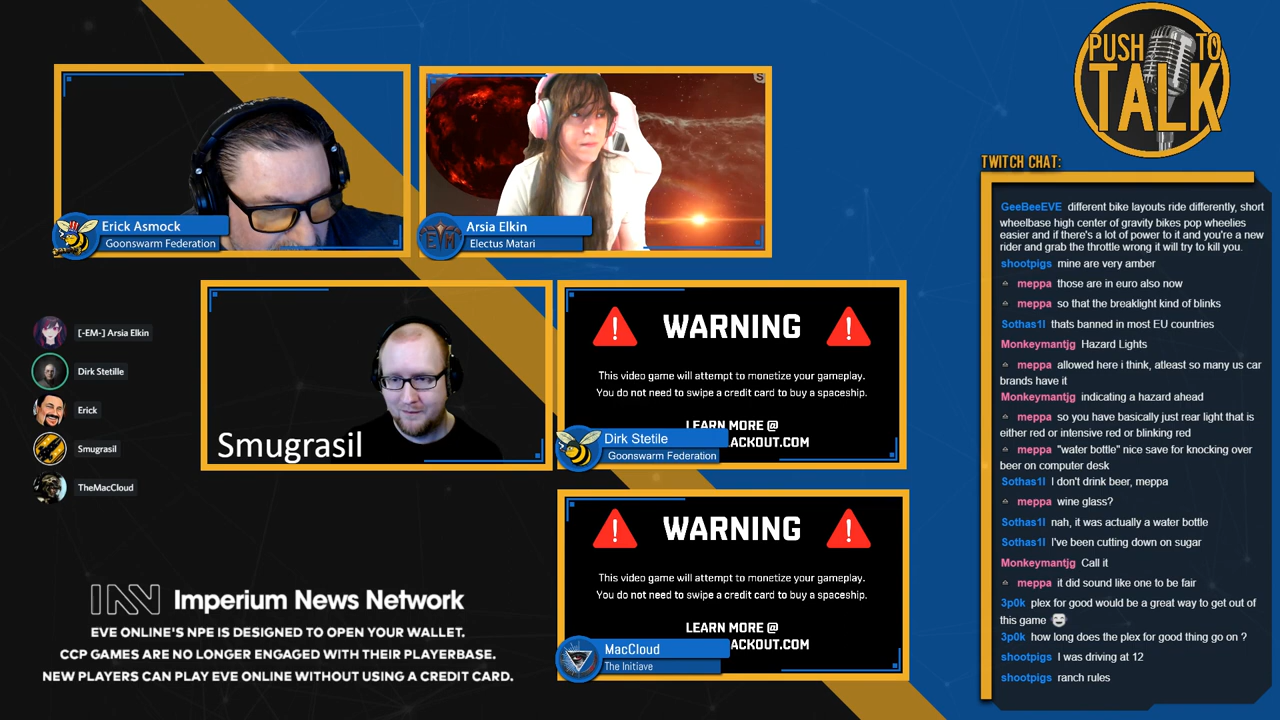 PUSH TO
TALK
TWITCH CHAT:
Erick Asmock
Goonswarm Federation
Arsia Elkin
Electus Matari
EM
S
[-EM-] Arsia Elkin
Dirk Stetille
Erick
Smugrasil
TheMacCloud
Smugrasil
WARNING
This video game will attempt to monetize your gameplay.
You do not need to swipe a credit card to buy a spaceship.
LEARN MORE @
ACKOUT.COM
Dirk Stetile
Goonswarm Federation
WARNING
This video game will attempt to monetize your gameplay.
You do not need to swipe a credit card to buy a spaceship.
LEARN MORE @
ACKOUT.COM
MacCloud
The Initiave
INN Imperium News Network
EVE ONLINE'S NPE IS DESIGNED TO OPEN YOUR WALLET.
CCP GAMES ARE NO LONGER ENGAGED WITH THEIR PLAYERBASE.
NEW PLAYERS CAN PLAY EVE ONLINE WITHOUT USING A CREDIT CARD.
GeeBeeEVE different bike layouts ride differently, short
wheelbase high center of gravity bikes pop wheelies
easier and if there's a lot of power to it and you're a new
rider and grab the throttle wrong it will try to kill you.
shootpigs mine are very amber
meppa those are in euro also now
meppa so that the breaklight kind of blinks
Sothas1l thats banned in most EU countries
Monkeymantjg Hazard Lights
meppa allowed here i think, atleast so many us car
brands have it
Monkeymantjg indicating a hazard ahead
meppa so you have basically just rear light that is
either red or intensive red or blinking red
meppa "water bottle" nice save for knocking over
beer on computer desk
Sothas1l I don't drink beer, meppa
meppa wine glass?
Sothas1l nah, it was actually a water bottle
Sothas1l I've been cutting down on sugar
Monkeymantjg Call it
meppa it did sound like one to be fair
3p0k plex for good would be a great way to get out of
this game
3p0k how long does the plex for good thing go on ?
shootpigs I was driving at 12
shootpigs ranch rules